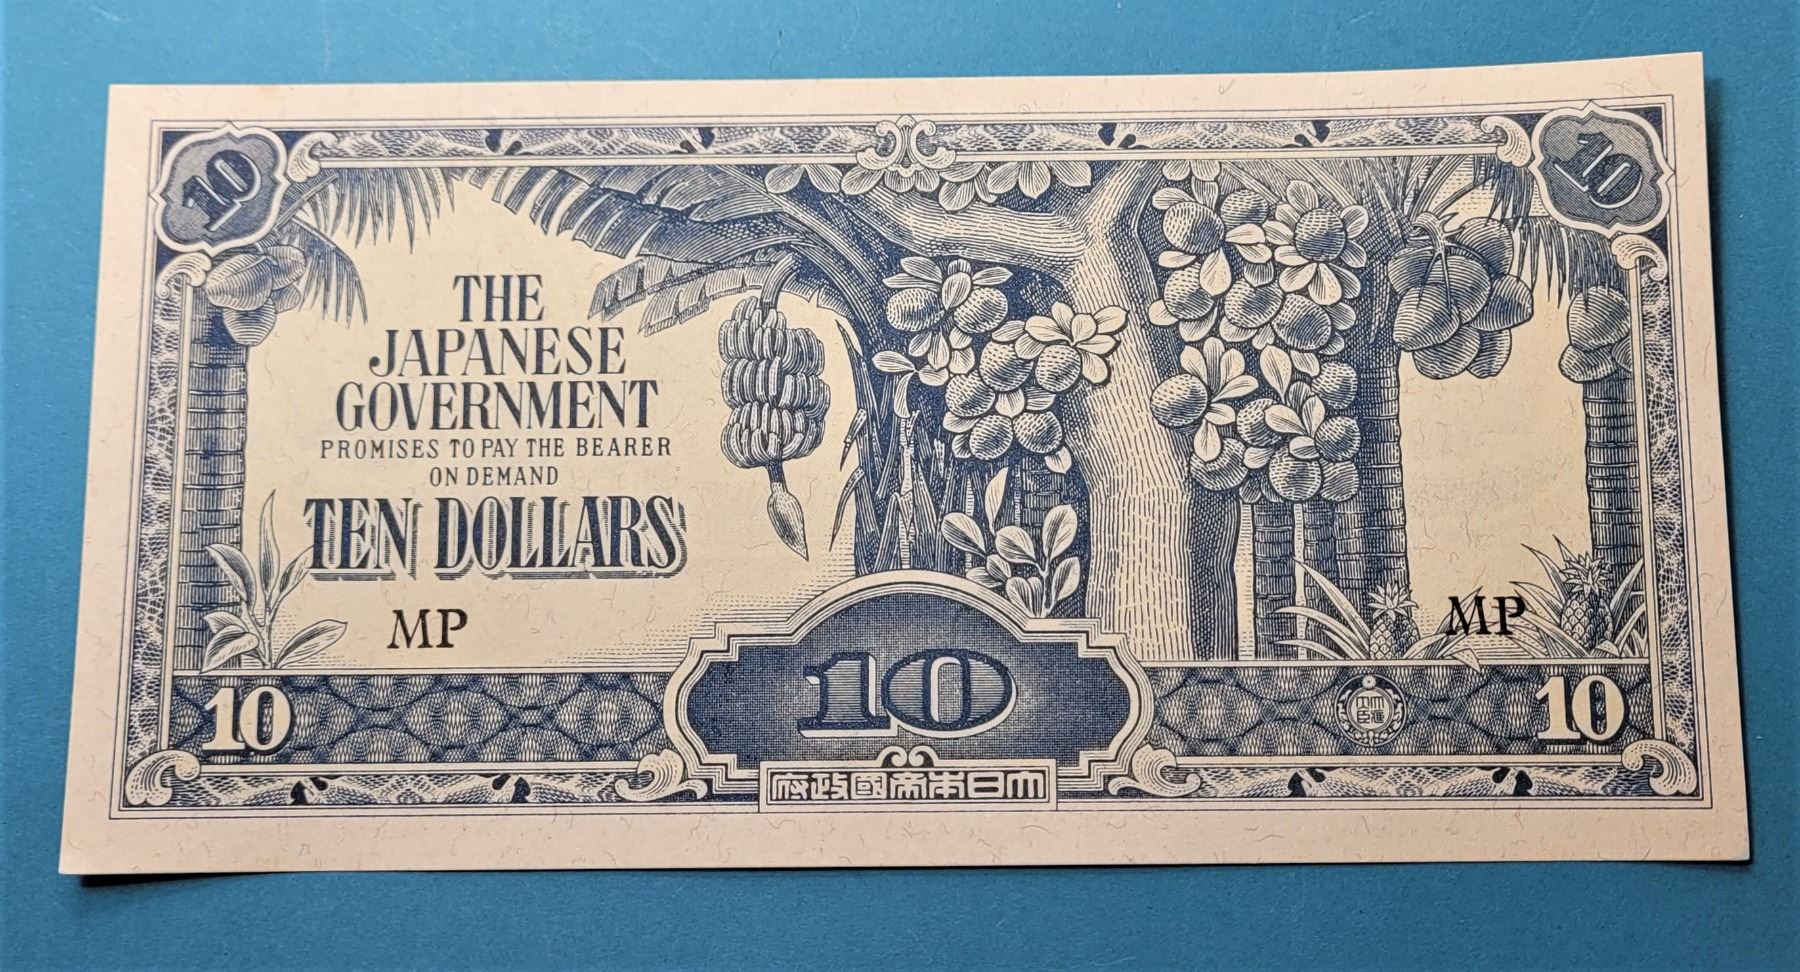 10
10
THE
JAPANESE
GOVERNMENT
PROMISES TO PAY THE BEARER
ON DEMAND
TEN DOLLARS
MP
MP
10
10
10
大日本帝國政府